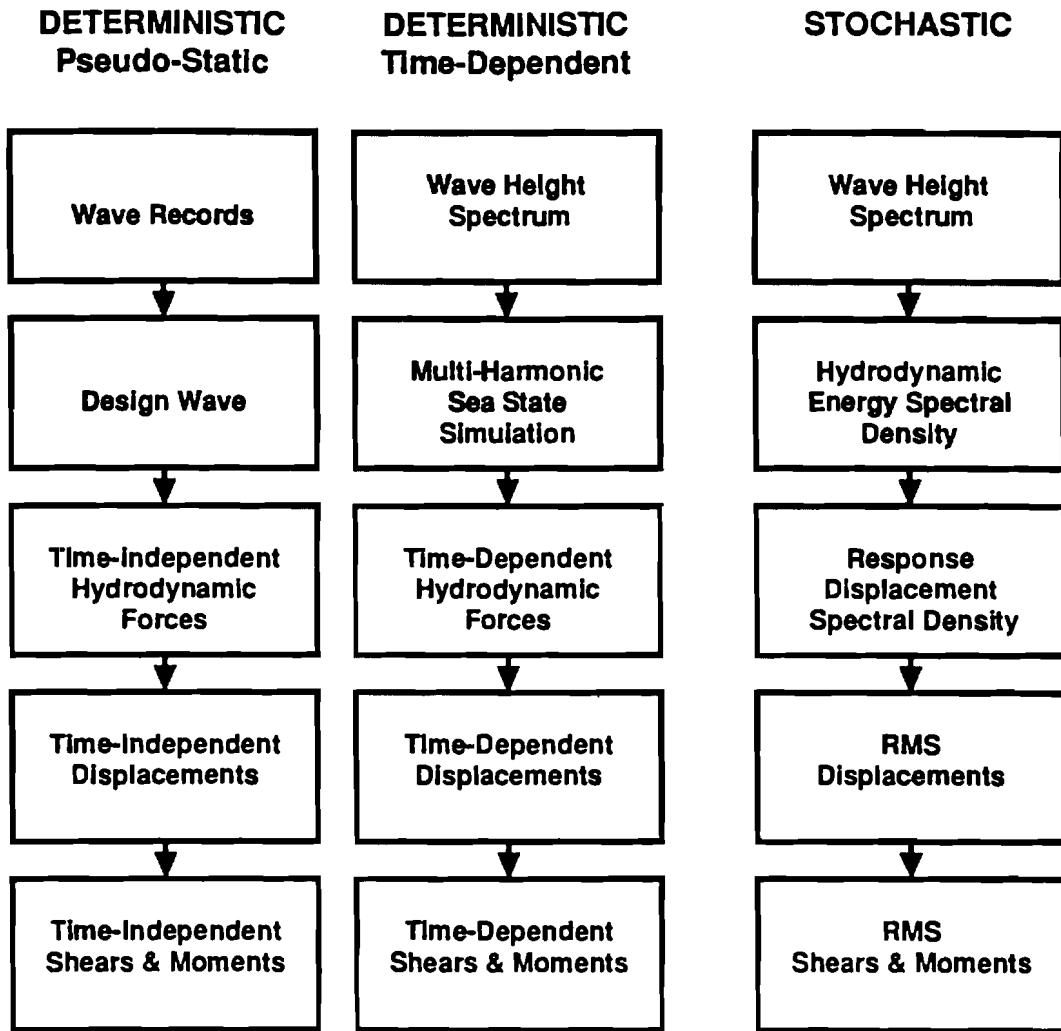 DETERMINISTIC
Pseudo-Static
DETERMINISTIC
Time-Dependent
STOCHASTIC
Wave Records
Design Wave
Time-Independent
Hydrodynamic
Forces
Time-Independent
Displacements
Time-Independent
Shears & Moments
Wave Height
Spectrum
Multi-Harmonic
Sea State
Simulation
Time-Dependent
Hydrodynamic
Forces
Time-Dependent
Displacements
Time-Dependent
Shears & Moments
Wave Height
Spectrum
Hydrodynamic
Energy Spectral
Density
Response
Displacement
Spectral Density
RMS
Displacements
RMS
Shears & Moments